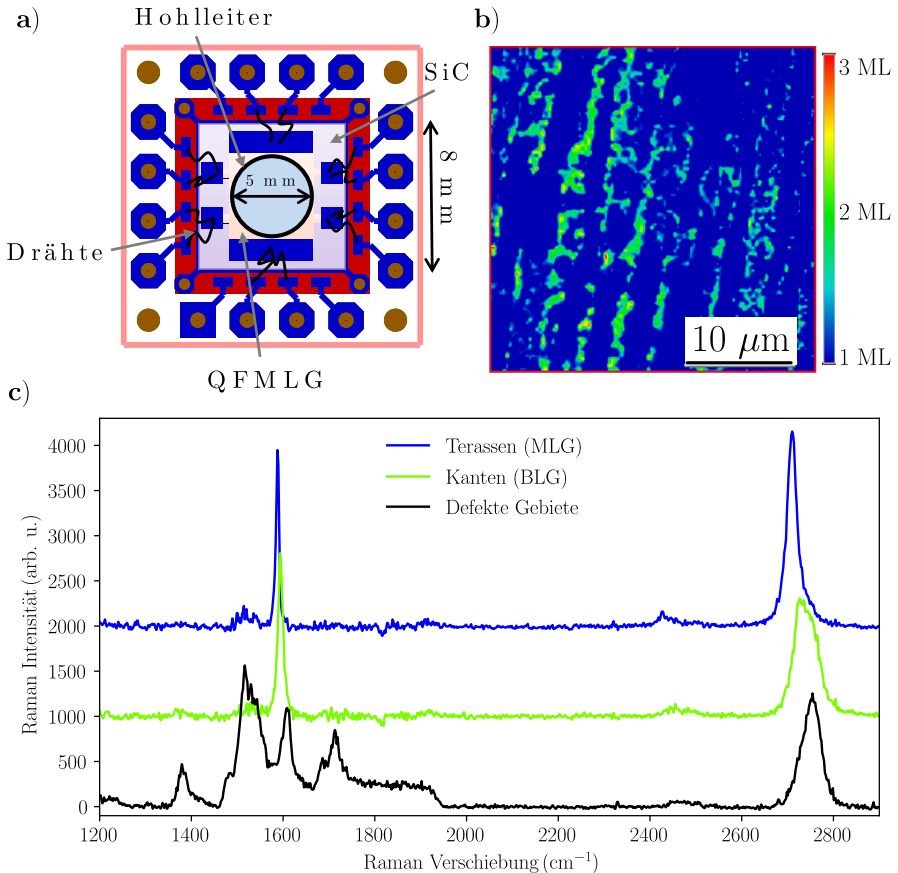 a)
Hohlleiter
SiC
5 mm
8 mm
Drähte
QFMLG
b)
3 ML
2 ML
1 ML
10 μm
c)
Terassen (MLG)
Kanten (BLG)
Defekte Gebiete
4000
3500
3000
2500
2000
1500
1000
500
0
Raman Intensität (arb. u.)
1200
1400
1600
1800
2000
2200
2400
2600
2800
Raman Verschiebung (cm⁻¹)